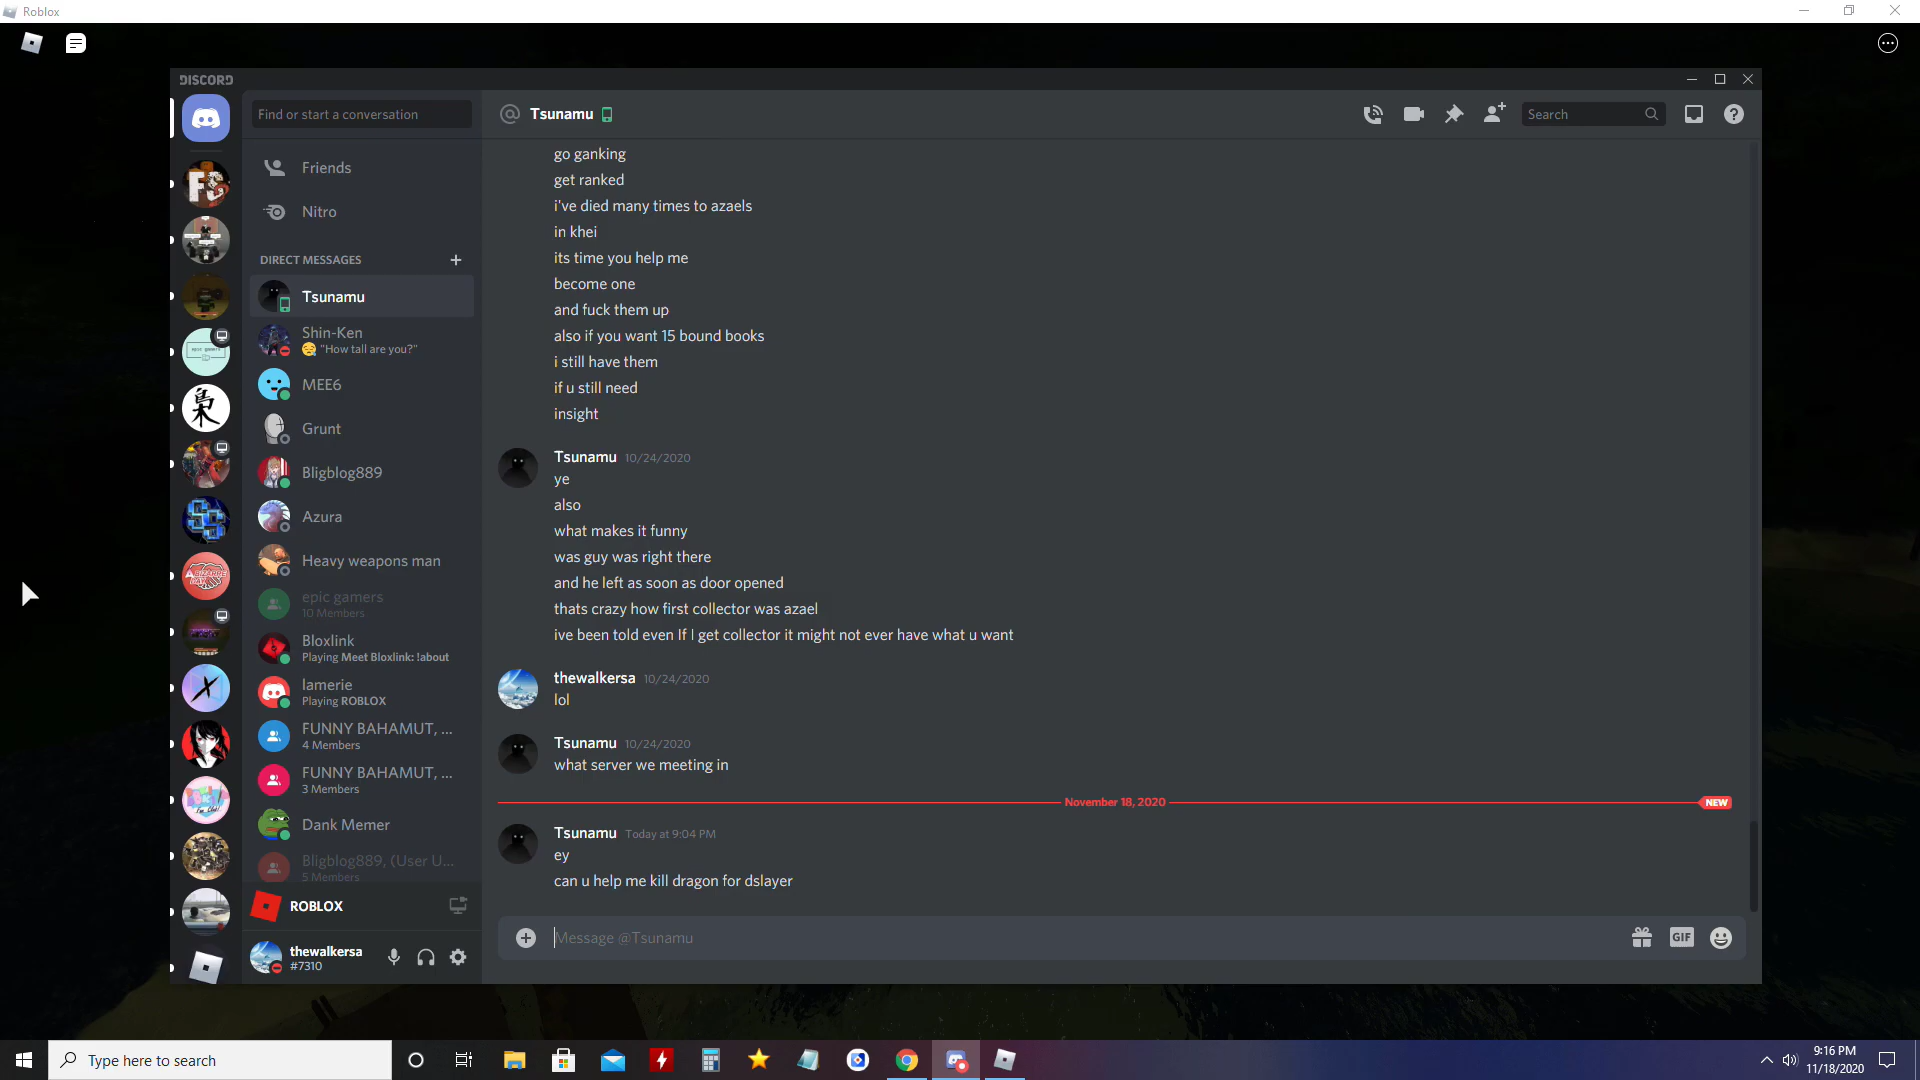 Roblox
DISCORD
Find or start a conversation
Friends
Nitro
DIRECT MESSAGES
Tsunamu
Shin-Ken
"How tall are you?"
MEE6
Grunt
Bligblog889
Azura
Heavy weapons man
epic gamers
10 Members
Bloxlink
Playing Meet Bloxlink: !about
lamerie
Playing ROBLOX
FUNNY BAHAMUT, ...
4 Members
FUNNY BAHAMUT, ...
3 Members
Dank Memer
Bligblog889, (User U...
5 Members
ROBLOX
thewalkersa
#7310
@ Tsunamu
Search
go ganking
get ranked
i've died many times to azaels
in khei
its time you help me
become one
and fuck them up
also if you want 15 bound books
i still have them
if u still need
insight
Tsunamu 10/24/2020
ye
also
what makes it funny
was guy was right there
and he left as soon as door opened
thats crazy how first collector was azael
ive been told even If I get collector it might not ever have what u want
thewalkersa 10/24/2020
lol
Tsunamu 10/24/2020
what server we meeting in
November 18, 2020 NEW
Tsunamu Today at 9:04 PM
ey
can u help me kill dragon for dslayer
Message @Tsunamu
GIF
Type here to search
9:16 PM
11/18/2020